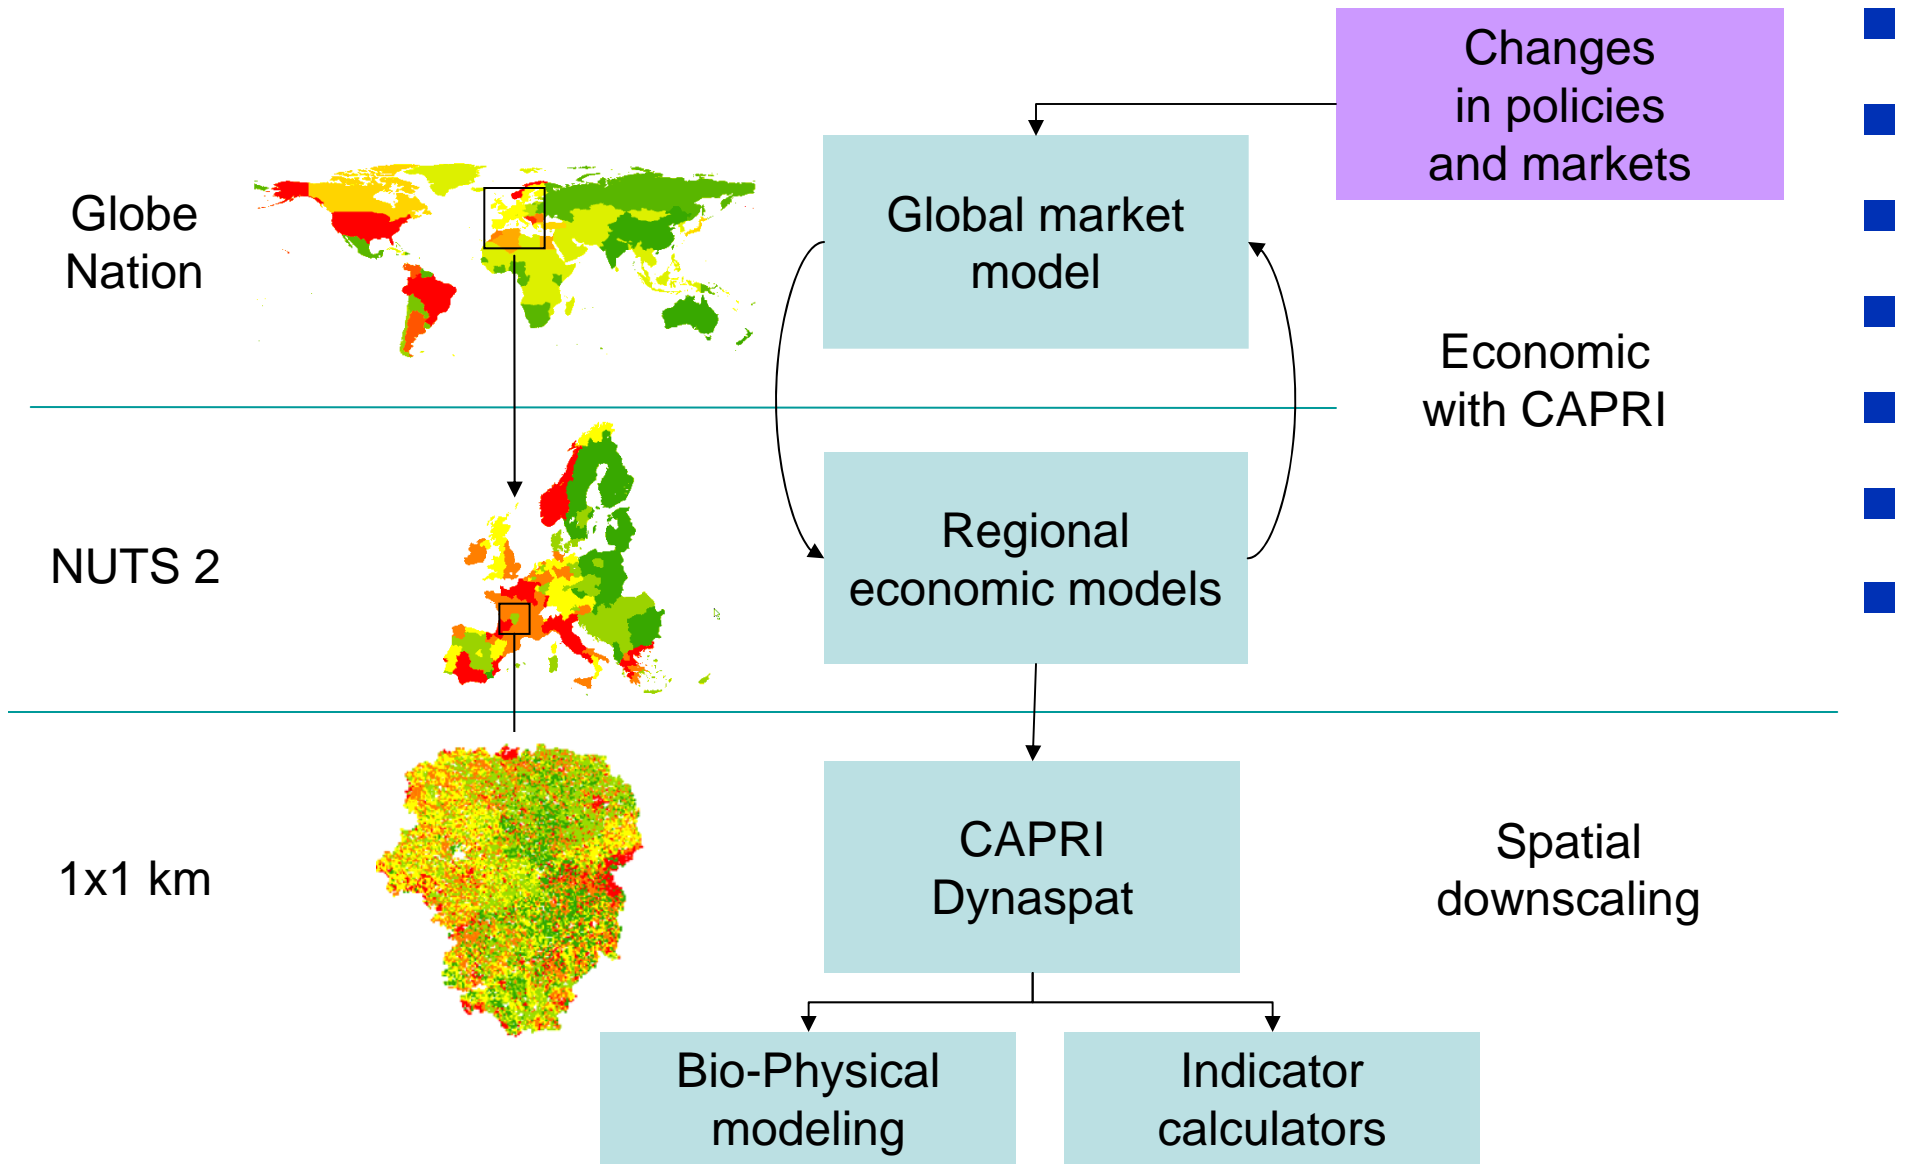 Changes
in policies
and markets
Globe
Nation
Global market
model
Economic
with CAPRI
NUTS 2
Regional
economic models
1x1 km
CAPRI
Dynaspat
Spatial
downscaling
Bio-Physical
modeling
Indicator
calculators